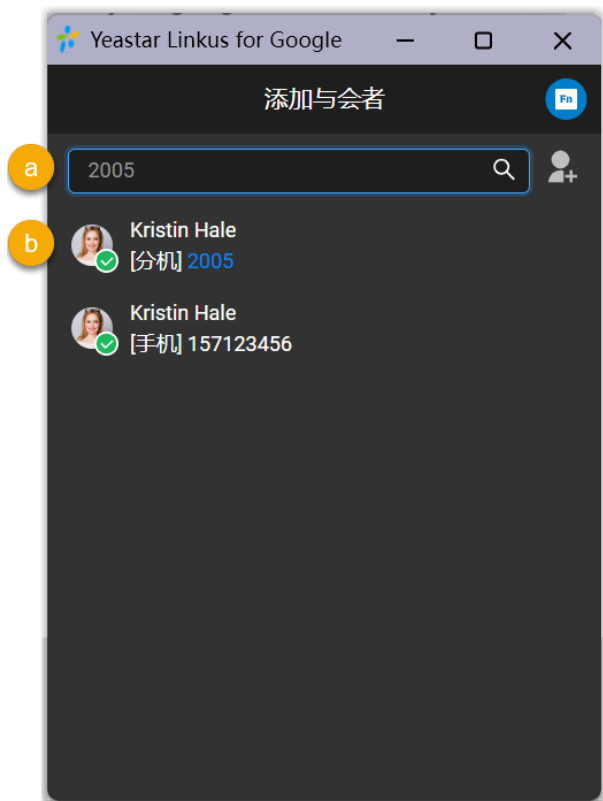 Yeastar Linkus for Google
添加与会者
Fn
a
2005
b
Kristin Hale
[分机] 2005
Kristin Hale
[手机] 157123456